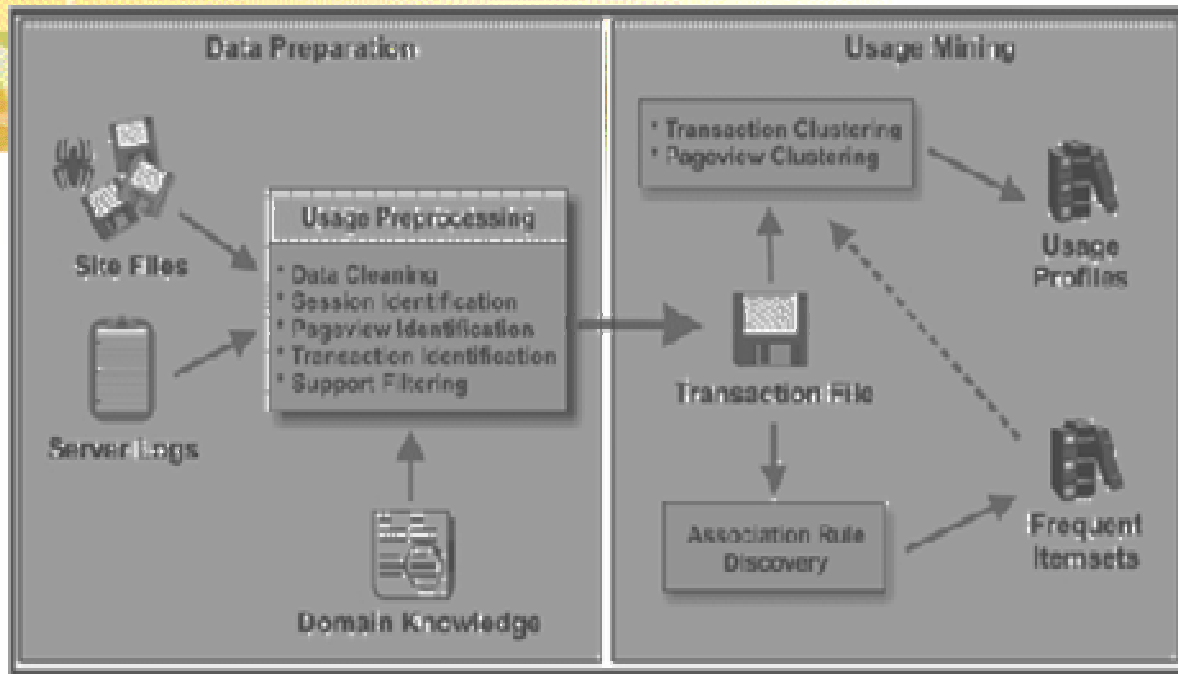 Data Preparation
Site Files
Server Logs
Usage Preprocessing
* Data Cleaning
* Session Identification
* Pageview Identification
* Transaction Identification
* Support Filtering
Domain Knowledge
Usage Mining
* Transaction Clustering
* Pageview Clustering
Usage
Profiles
Transaction File
Association Rule
Discovery
Frequent
Itemsets